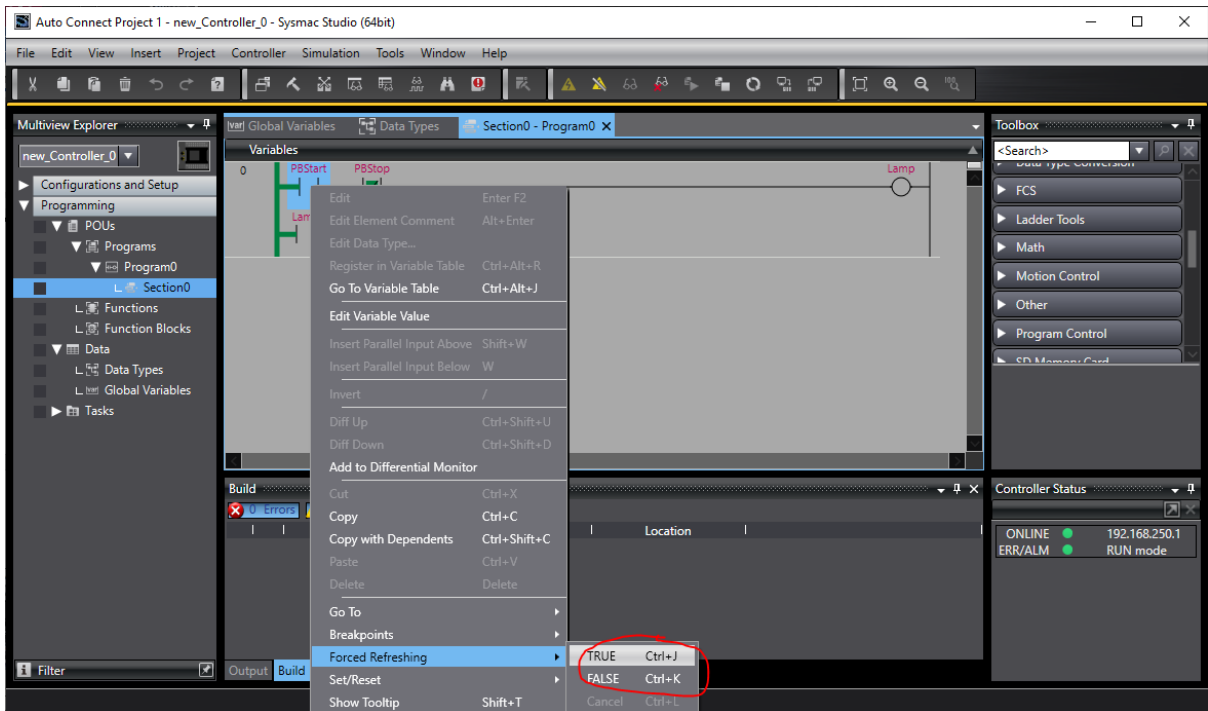 Auto Connect Project 1 - new_Controller_0 - Sysmac Studio (64bit)
File Edit View Insert Project Controller Simulation Tools Window Help
Multiview Explorer
new_Controller_0
Configurations and Setup
Programming
POUs
Programs
Program0
Section0
Functions
Function Blocks
Data
Data Types
Global Variables
Tasks
Filter
Global Variables
Data Types
Section0 - Program0
Variables
0
PBStart PBStop Lamp
Edit Enter F2
Edit Element Comment Alt+Enter
Edit Data Type...
Register in Variable Table Ctrl+Alt+R
Go To Variable Table Ctrl+Alt+J
Edit Variable Value
Insert Parallel Input Above Shift+W
Insert Parallel Input Below W
Invert /
Diff Up Ctrl+Shift+U
Diff Down Ctrl+Shift+D
Add to Differential Monitor
Cut Ctrl+X
Copy Ctrl+C
Copy with Dependents Ctrl+Shift+C
Paste Ctrl+V
Delete Delete
Go To
Breakpoints
Forced Refreshing
Set/Reset
Show Tooltip Shift+T
TRUE Ctrl+J
FALSE Ctrl+K
Cancel Ctrl+L
Build
0 Errors
Location
Output Build
Toolbox
<Search>
Data Type Conversion
FCS
Ladder Tools
Math
Motion Control
Other
Program Control
SD Memory Card
Controller Status
ONLINE 192.168.250.1
ERR/ALM RUN mode